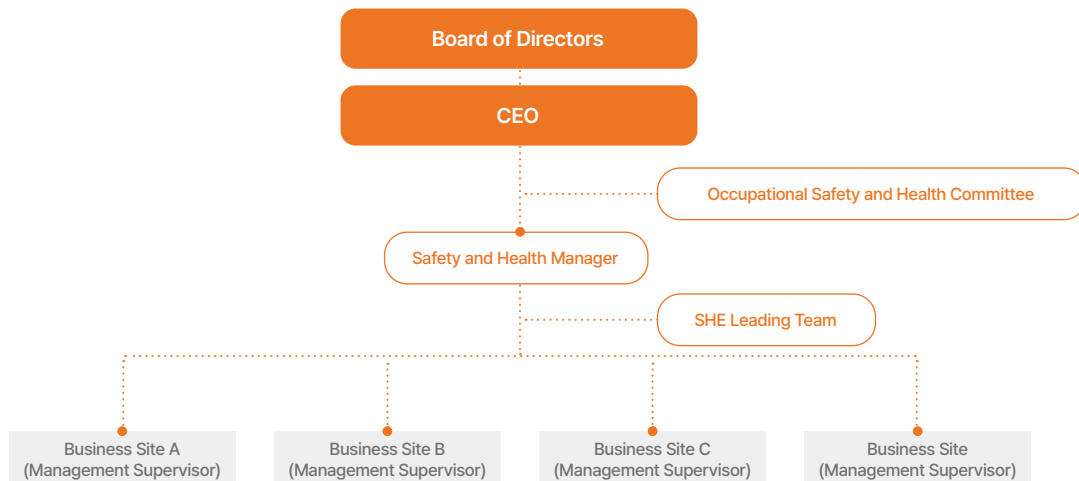 Board of Directors
CEO
Occupational Safety and Health Committee
Safety and Health Manager
SHE Leading Team
Business Site A
(Management Supervisor)
Business Site B
(Management Supervisor)
Business Site C
(Management Supervisor)
Business Site
(Management Supervisor)